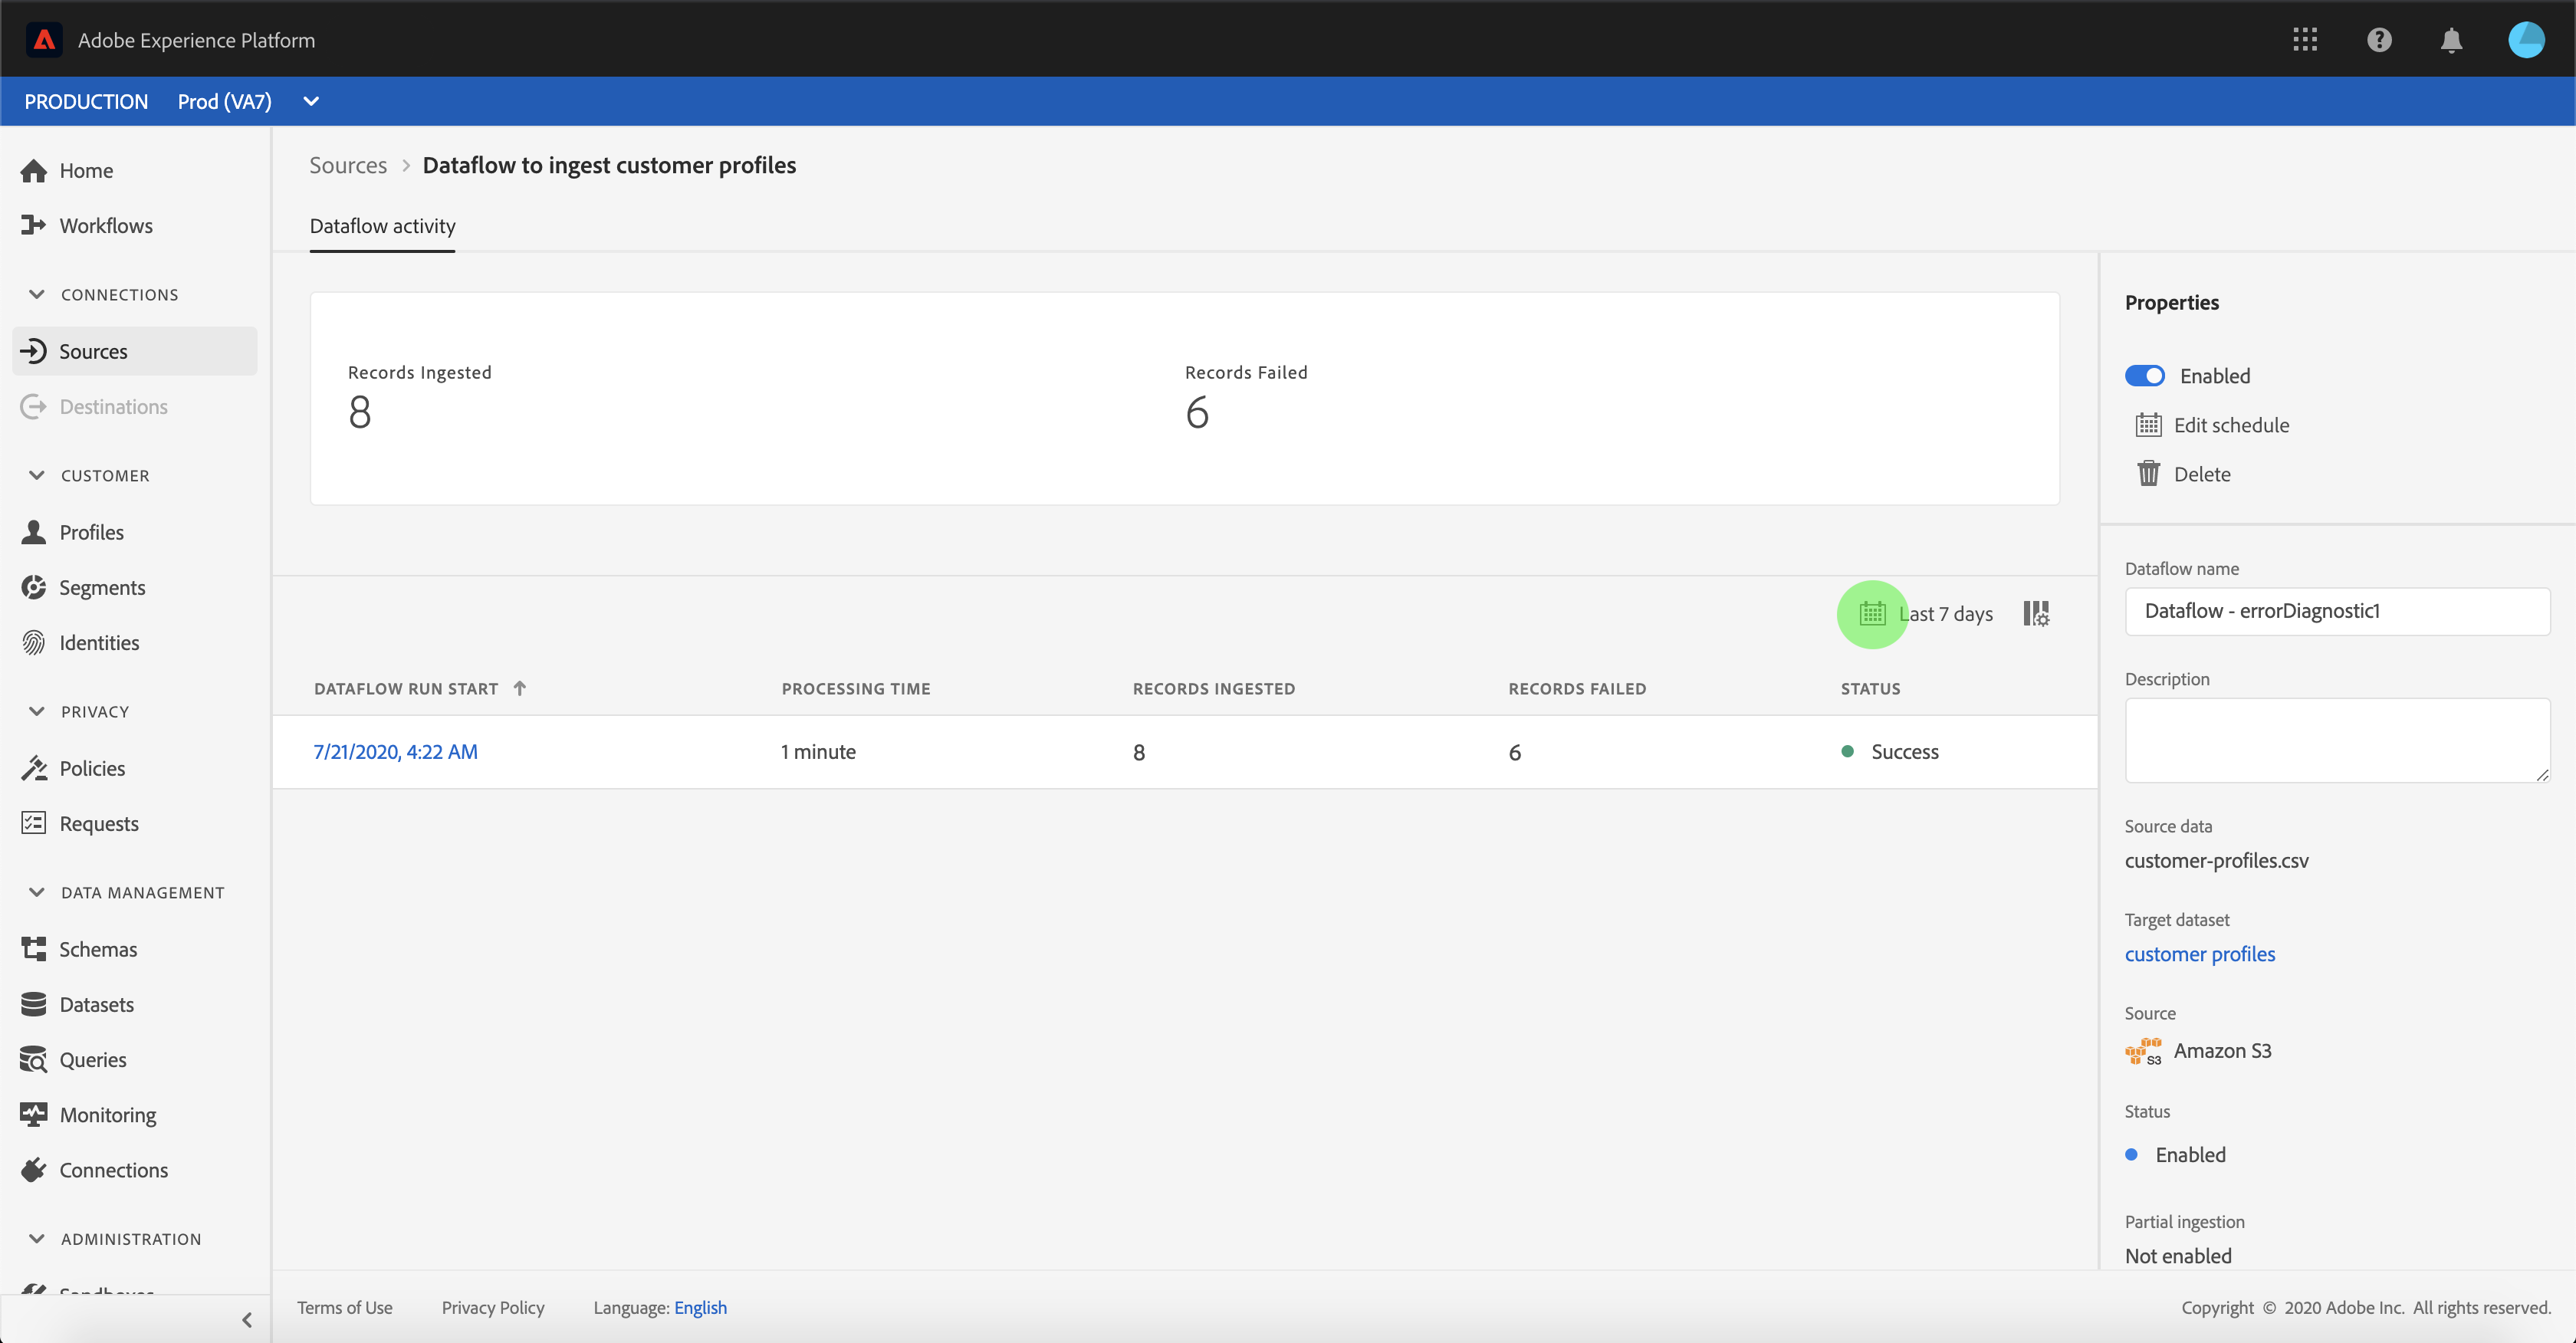 Adobe Experience Platform
PRODUCTION Prod (VA7)
Home
Workflows
CONNECTIONS
Sources
Destinations
CUSTOMER
Profiles
Segments
Identities
PRIVACY
Policies
Requests
DATA MANAGEMENT
Schemas
Datasets
Queries
Monitoring
Connections
ADMINISTRATION
Sandboxes
Sources > Dataflow to ingest customer profiles
Dataflow activity
Records Ingested
8
Records Failed
6
Last 7 days
DATAFLOW RUN START PROCESSING TIME RECORDS INGESTED RECORDS FAILED STATUS
7/21/2020, 4:22 AM 1 minute 8 6 Success
Properties
Enabled
Edit schedule
Delete
Dataflow name
Dataflow - errorDiagnostic1
Description
Source data
customer-profiles.csv
Target dataset
customer profiles
Source
S3 Amazon S3
Status
Enabled
Partial ingestion
Not enabled
Terms of Use Privacy Policy Language: English Copyright © 2020 Adobe Inc. All rights reserved.